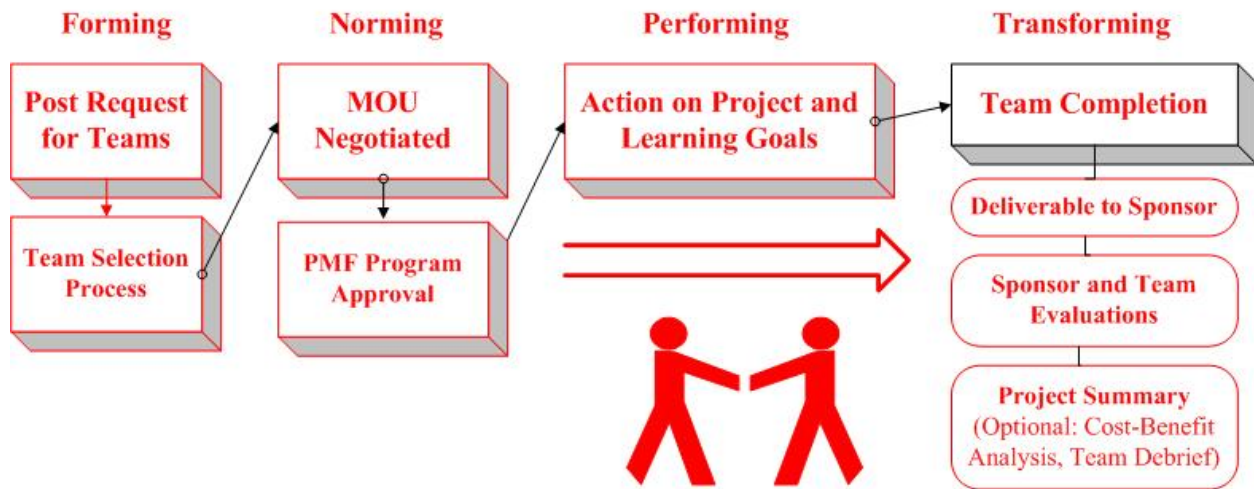 Forming
Norming
Performing
Transforming
Post Request
for Teams
Team Selection
Process
MOU
Negotiated
PMF Program
Approval
Action on Project and
Learning Goals
Team Completion
Deliverable to Sponsor
Sponsor and Team
Evaluations
Project Summary
(Optional: Cost-Benefit
Analysis, Team Debrief)